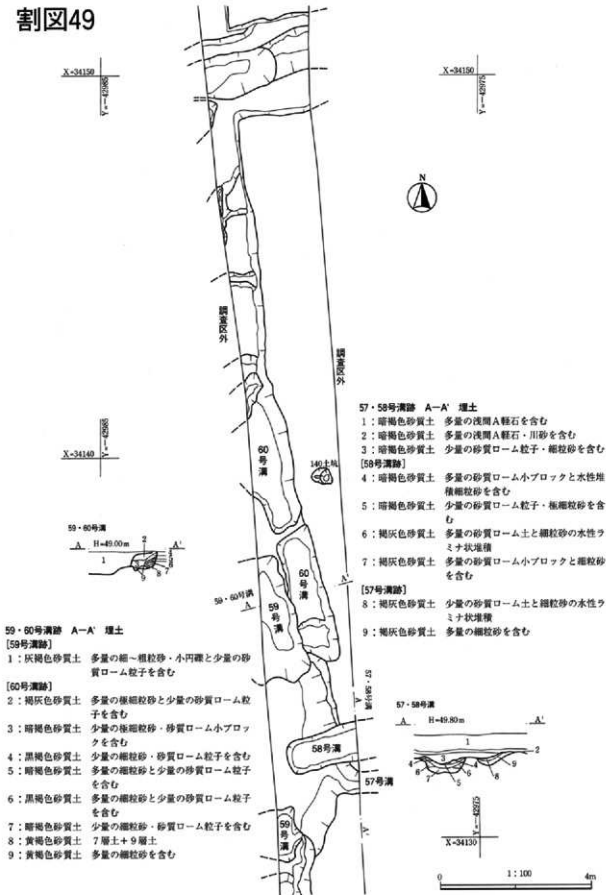 割図49
X=34150
Y=-42985
X=34150
Y=-42975
N
調査区外
調査区外
60号溝
140土坑
X=34140
Y=-42985
59・60号溝
A H=49.00m A'
1
2
9
8
59・60号溝
A
59号溝
60号溝
A'
57・58号溝
A
58号溝
57号溝
59号溝
A'
57・58号溝跡 A-A' 埋土
1:暗褐色砂質土 多量の浅間A軽石を含む
2:暗褐色砂質土 多量の浅間A軽石・川砂を含む
3:暗褐色砂質土 少量の砂質ローム粒子・細粒砂を含む
[58号溝跡]
4:暗褐色砂質土 多量の砂質ローム小ブロックと水性堆
積細粒砂を含む
5:暗褐色砂質土 少量の砂質ローム粒子・極細粒砂を含
む
6:褐灰色砂質土 多量の砂質ローム土と細粒砂の水性ラ
ミナ状堆積
7:褐灰色砂質土 多量の砂質ローム小ブロックと細粒砂
を含む
[57号溝跡]
8:褐灰色砂質土 少量の砂質ローム土と細粒砂の水性ラ
ミナ状堆積
9:褐灰色砂質土 多量の細粒砂を含む
59・60号溝跡 A-A' 埋土
[59号溝跡]
1:灰褐色砂質土 多量の細~粗粒砂・小円礫と少量の砂
質ローム粒子を含む
[60号溝跡]
2:褐灰色砂質土 多量の極細粒砂と少量の砂質ローム粒
子を含む
3:暗褐色砂質土 少量の極細粒砂・砂質ローム小ブロッ
クを含む
4:黒褐色砂質土 少量の細粒砂・砂質ローム粒子を含む
5:暗褐色砂質土 多量の細粒砂と少量の砂質ローム粒子
を含む
6:黒褐色砂質土 多量の細粒砂と少量の砂質ローム粒子
を含む
7:暗褐色砂質土 少量の細粒砂・砂質ローム粒子を含む
8:黄褐色砂質土 7層土+9層土
9:黄褐色砂質土 多量の細粒砂を含む
57・58号溝
A H=49.80m A'
1
2
3
4
4
9
6
7
5
6
8
Y=-42975
X=34130
1:100
0 4m